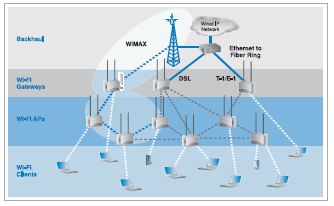 Wired IP
Network
Backhaul
WiMAX
Ethernet to
Fiber Ring
Wi-Fi
Gateways
DSL
T-1/E-1
Wi-Fi APs
Wi-Fi
Clients